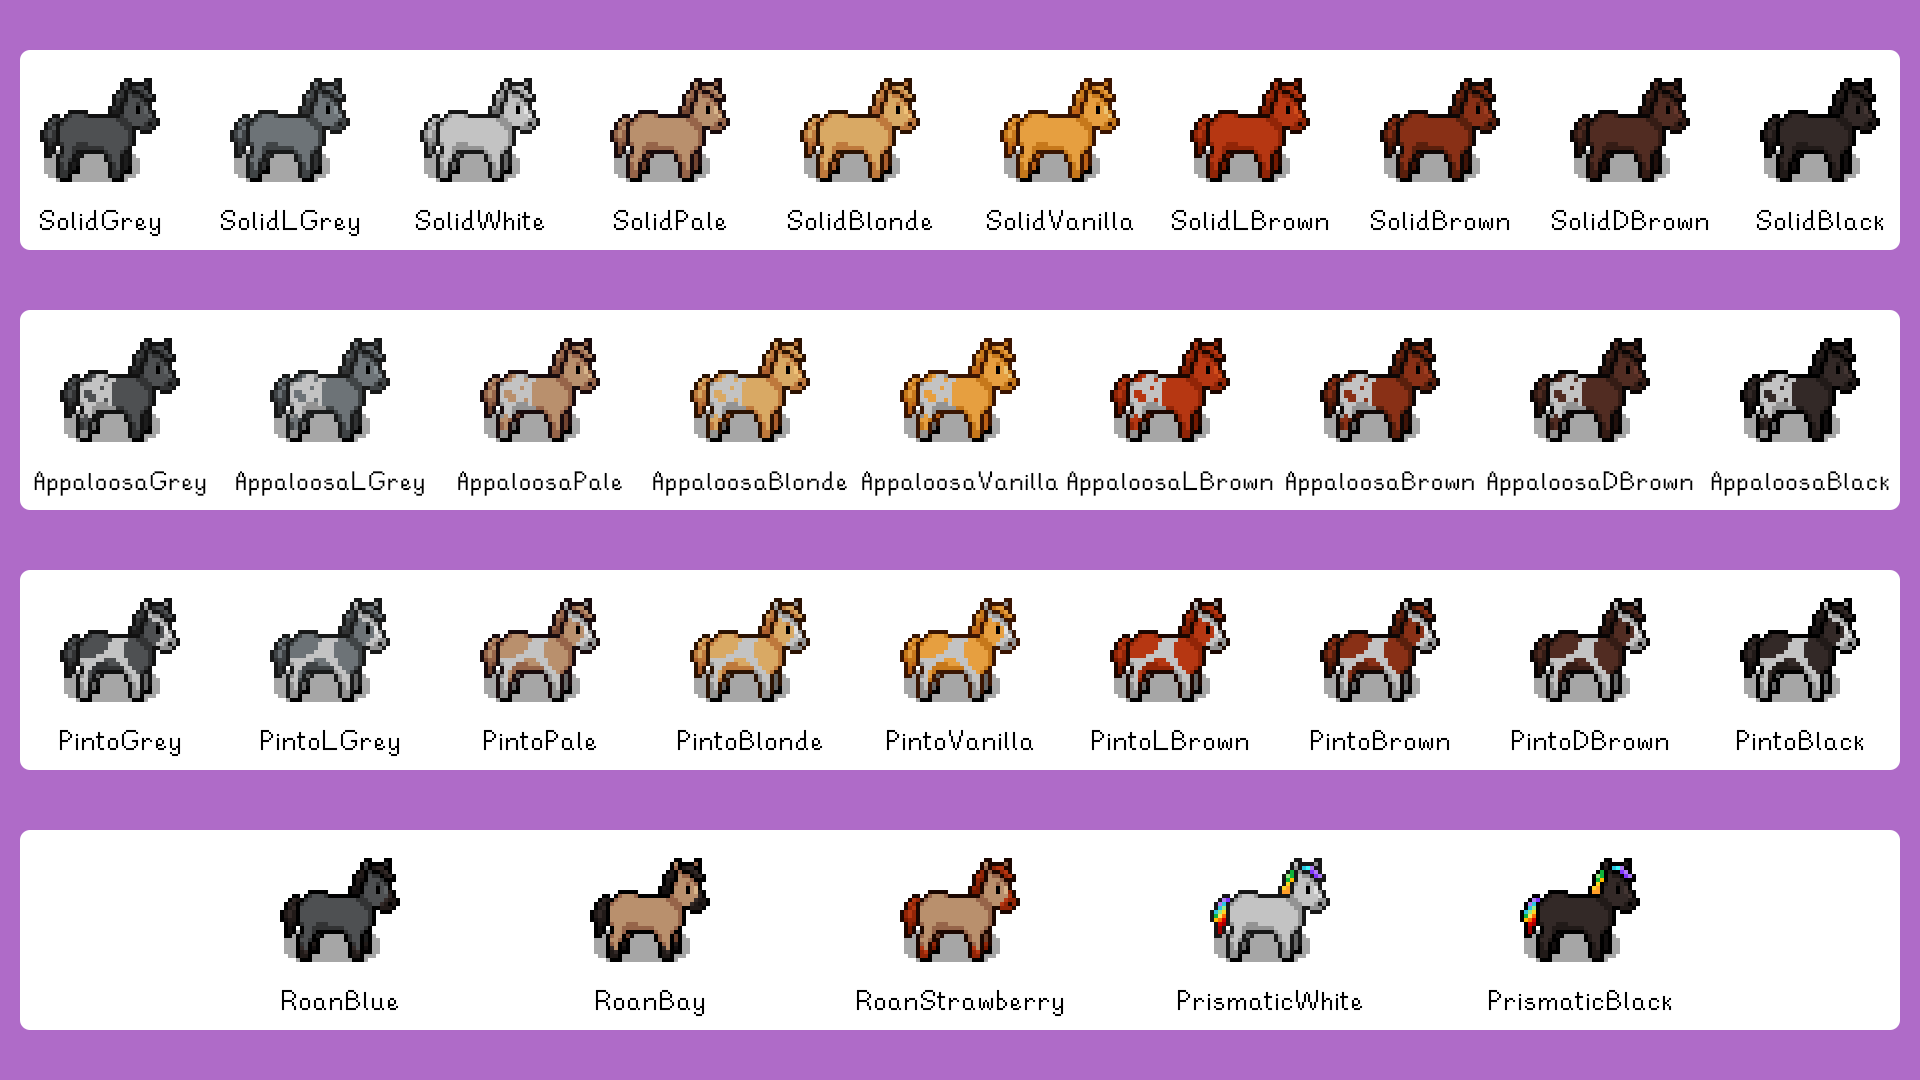 SolidGrey SolidLGrey SolidWhite SolidPale SolidBlonde SolidVanilla SolidLBrown SolidBrown SolidDBrown SolidBlack
AppaloosaGrey AppaloosaLGrey AppaloosaPale AppaloosaBlonde AppaloosaVanilla AppaloosaLBrown AppaloosaBrown AppaloosaDBrown AppaloosaBlack
PintoGrey PintoLGrey PintoPale PintoBlonde PintoVanilla PintoLBrown PintoBrown PintoDBrown PintoBlack
RoanBlue RoanBay RoanStrawberry PrismaticWhite PrismaticBlack